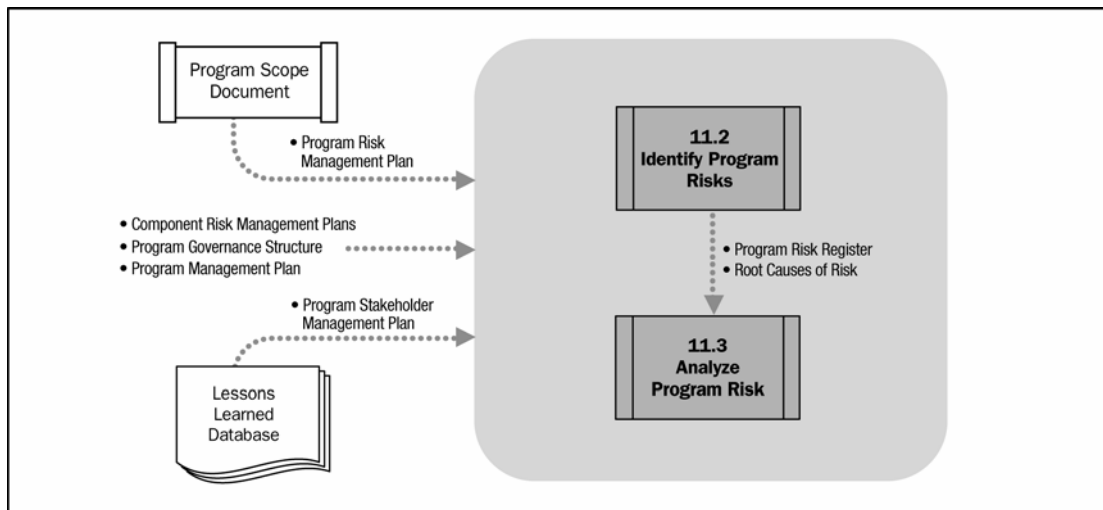 Program Scope
Document
• Program Risk
Management Plan
• Component Risk Management Plans
• Program Governance Structure
• Program Management Plan
• Program Stakeholder
Management Plan
Lessons
Learned
Database
11.2
Identify Program
Risks
• Program Risk Register
• Root Causes of Risk
11.3
Analyze
Program Risk